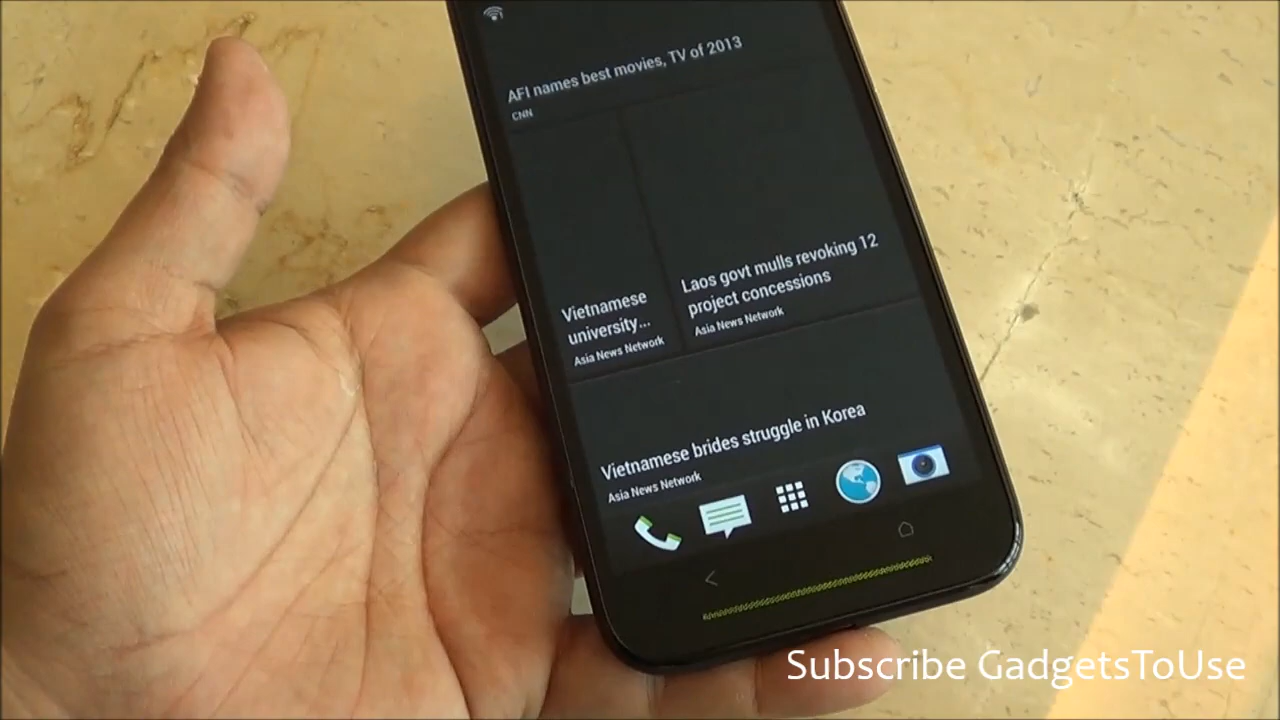 AFI names best movies, TV of 2013
CNN
Vietnamese
university...
Asia News Network
Laos govt mulls revoking 12
project concessions
Asia News Network
Vietnamese brides struggle in Korea
Asia News Network
Subscribe GadgetsToUse